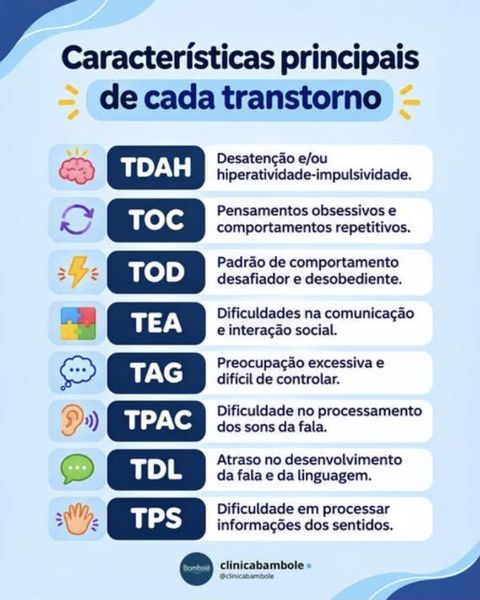 Características principais
de cada transtorno
TDAH
Desatenção e/ou
hiperatividade-impulsividade.
TOC
Pensamentos obsessivos e
comportamentos repetitivos.
TOD
Padrão de comportamento
desafiador e desobediente.
TEA
Dificuldades na comunicação
e interação social.
TAG
Preocupação excessiva e
difícil de controlar.
TPAC
Dificuldade no processamento
dos sons da fala.
TDL
Atraso no desenvolvimento
da fala e da linguagem.
TPS
Dificuldade em processar
informações dos sentidos.
Bombolê
clinicabambole
@clinicabambole